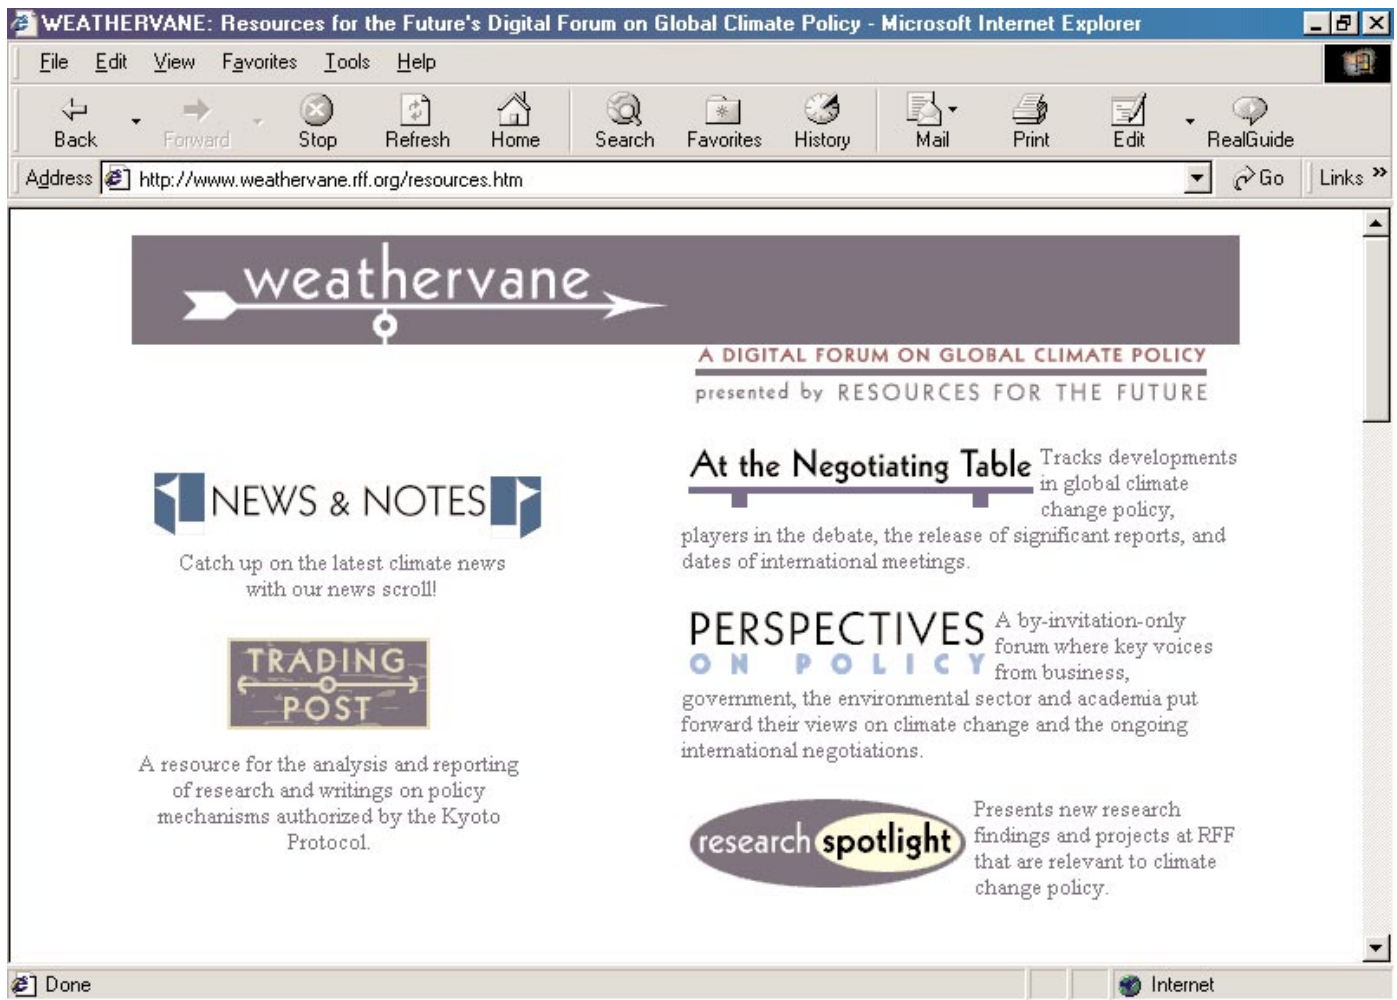 WEATHERVANE: Resources for the Future's Digital Forum on Global Climate Policy - Microsoft Internet Explorer
File Edit View Favorites Tools Help
Back Forward Stop Refresh Home Search Favorites History Mail Print Edit RealGuide
Address http://www.weathervane.rff.org/resources.htm Go Links »
weathervane
A DIGITAL FORUM ON GLOBAL CLIMATE POLICY
presented by RESOURCES FOR THE FUTURE
NEWS & NOTES
Catch up on the latest climate news
with our news scroll!
TRADING
POST
A resource for the analysis and reporting
of research and writings on policy
mechanisms authorized by the Kyoto
Protocol.
At the Negotiating Table Tracks developments
in global climate
change policy,
players in the debate, the release of significant reports, and
dates of international meetings.
PERSPECTIVES A by-invitation-only
ON POLICY forum where key voices
from business,
government, the environmental sector and academia put
forward their views on climate change and the ongoing
international negotiations.
research spotlight
Presents new research
findings and projects at RFF
that are relevant to climate
change policy.
Done Internet